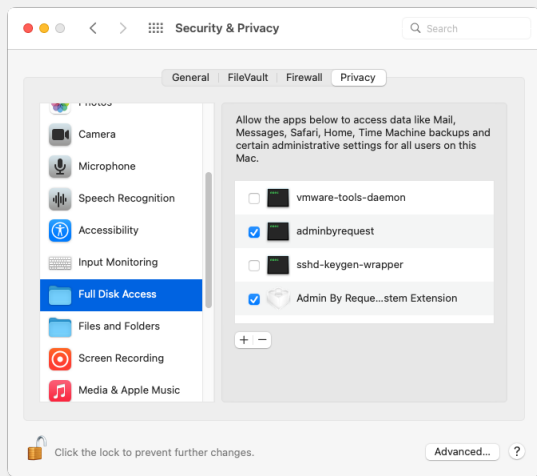 Security & Privacy
Search
General
FileVault
Firewall
Privacy
Photos
Camera
Microphone
Speech Recognition
Accessibility
Input Monitoring
Full Disk Access
Files and Folders
Screen Recording
Media & Apple Music
Allow the apps below to access data like Mail,
Messages, Safari, Home, Time Machine backups and
certain administrative settings for all users on this
Mac.
vmware-tools-daemon
adminbyrequest
sshd-keygen-wrapper
Admin By Reque...stem Extension
+ −
Click the lock to prevent further changes.
Advanced...
?